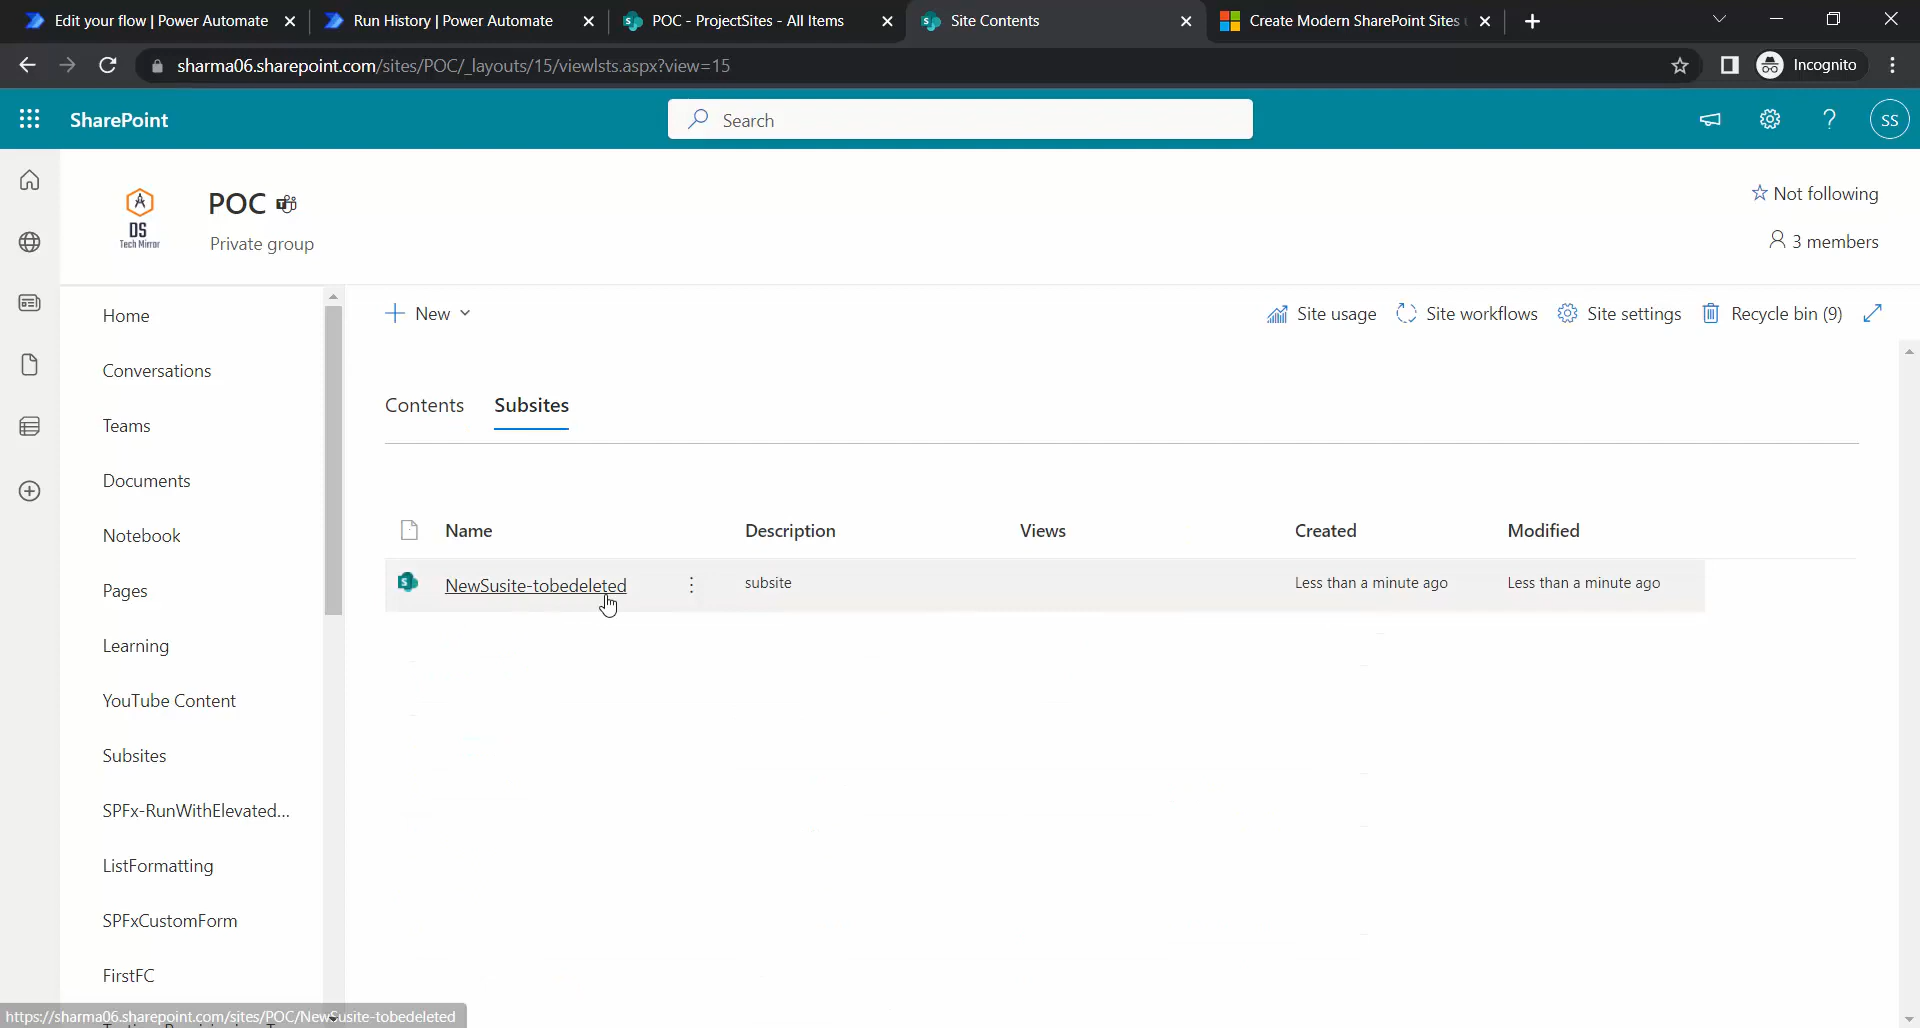 Edit your flow | Power Automate
Run History | Power Automate
POC - ProjectSites - All Items
Site Contents
Create Modern SharePoint Sites
sharma06.sharepoint.com/sites/POC/_layouts/15/viewlsts.aspx?view=15
Incognito
SharePoint
Search
SS
DS
Tech Mirror
POC
Private group
Not following
3 members
Home
Conversations
Teams
Documents
Notebook
Pages
Learning
YouTube Content
Subsites
SPFx-RunWithElevated...
ListFormatting
SPFxCustomForm
FirstFC
New
Site usage
Site workflows
Site settings
Recycle bin (9)
Contents
Subsites
Name
Description
Views
Created
Modified
NewSusite-tobedeleted
subsite
Less than a minute ago
Less than a minute ago
https://sharma06.sharepoint.com/sites/POC/NewSusite-tobedeleted